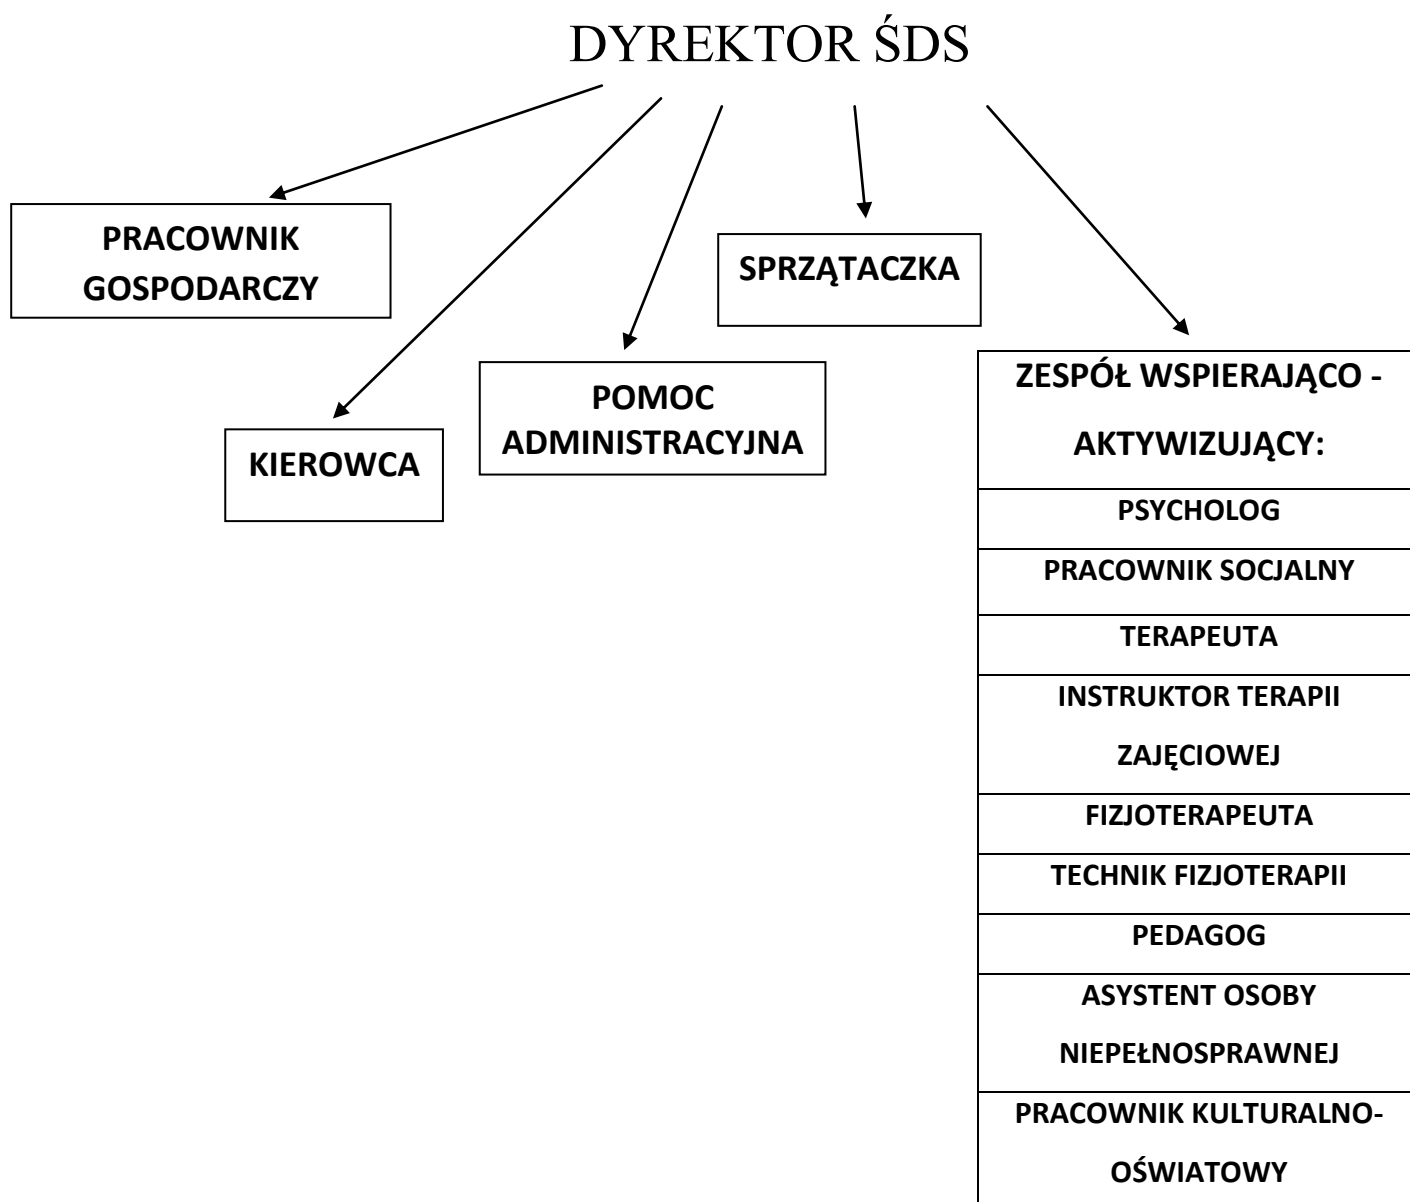 DYREKTOR ŚDS
PRACOWNIK
GOSPODARCZY
SPRZĄTACZKA
KIEROWCA
POMOC
ADMINISTRACYJNA
ZESPÓŁ WSPIERAJĄCO -
AKTYWIZUJĄCY:
PSYCHOLOG
PRACOWNIK SOCJALNY
TERAPEUTA
INSTRUKTOR TERAPII
ZAJĘCIOWEJ
FIZJOTERAPEUTA
TECHNIK FIZJOTERAPII
PEDAGOG
ASYSTENT OSOBY
NIEPEŁNOSPRAWNEJ
PRACOWNIK KULTURALNO-
OŚWIATOWY